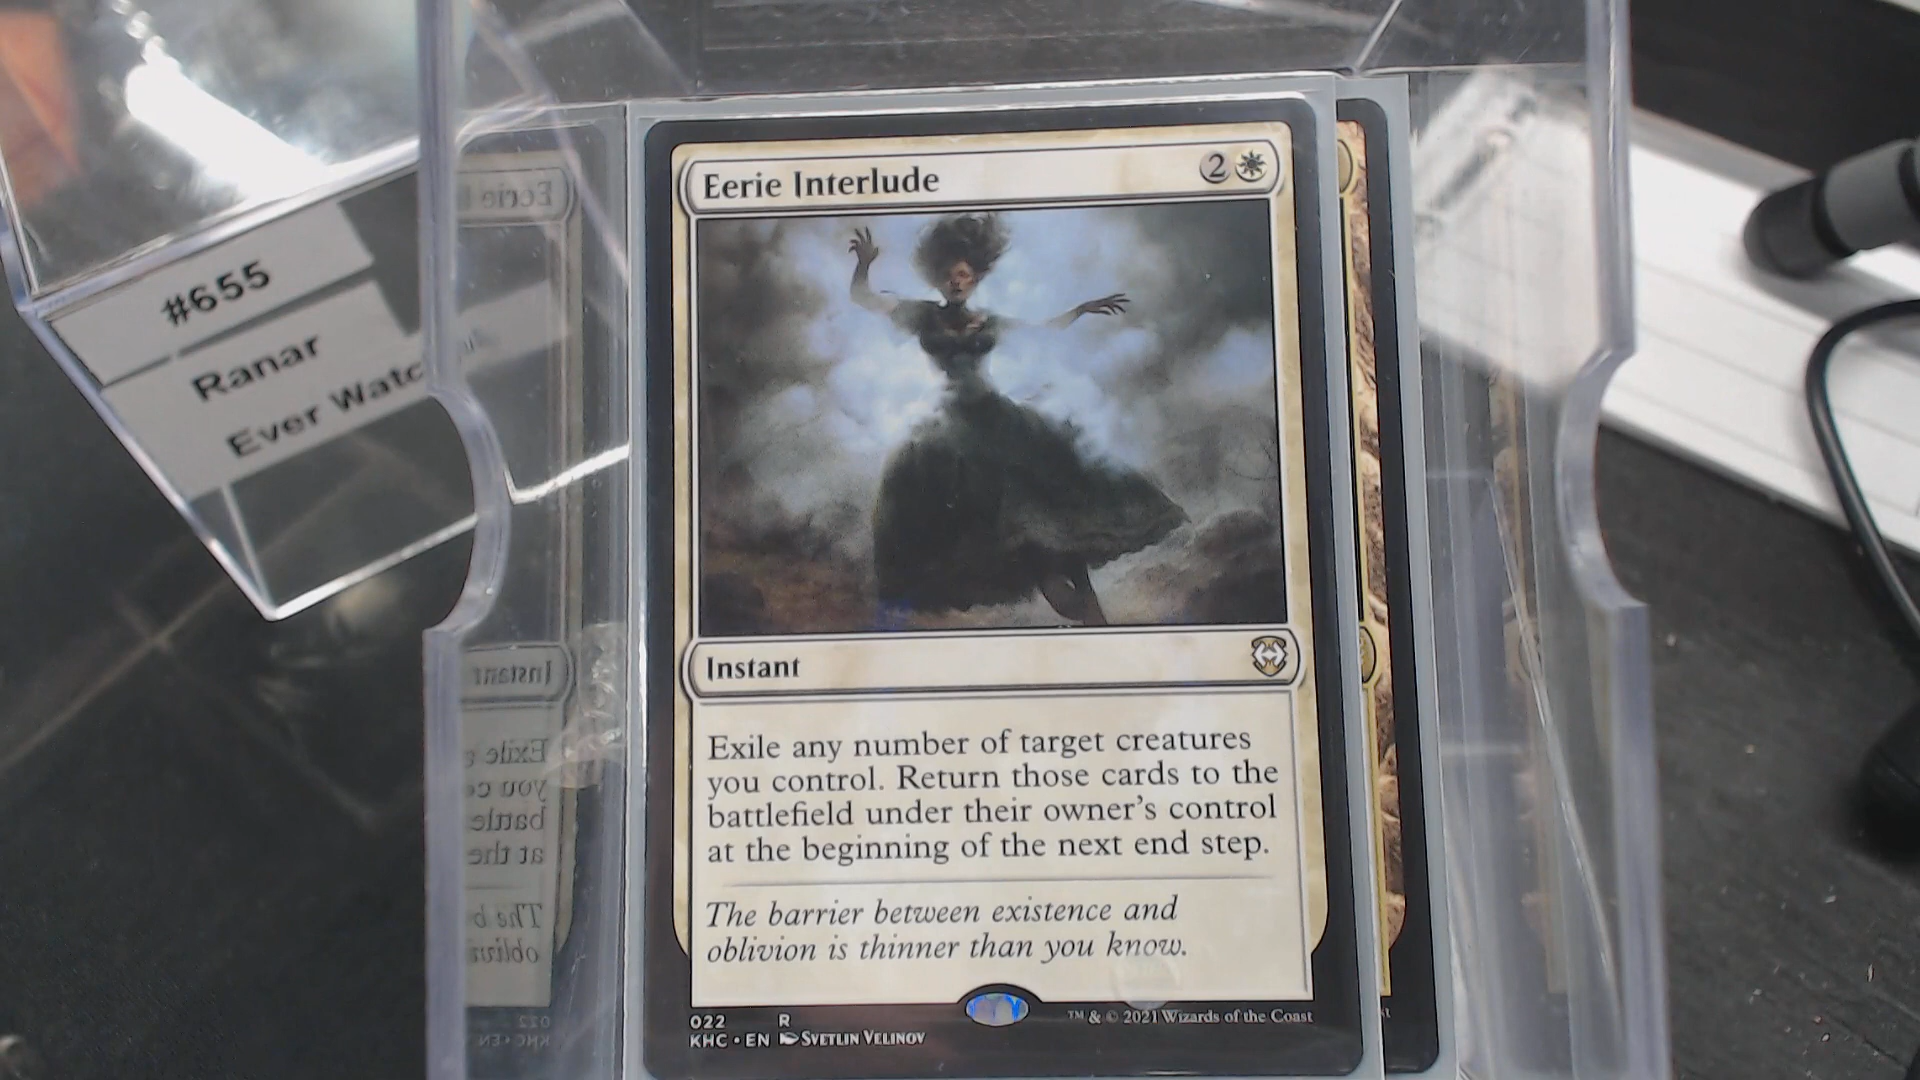 #655
Ranar
Ever Watc
Eerie Interlude
2
Instant
Exile any number of target creatures
you control. Return those cards to the
battlefield under their owner's control
at the beginning of the next end step.
The barrier between existence and
oblivion is thinner than you know.
022 R
KHC • EN SVETLIN VELINOV
™ & © 2021 Wizards of the Coast